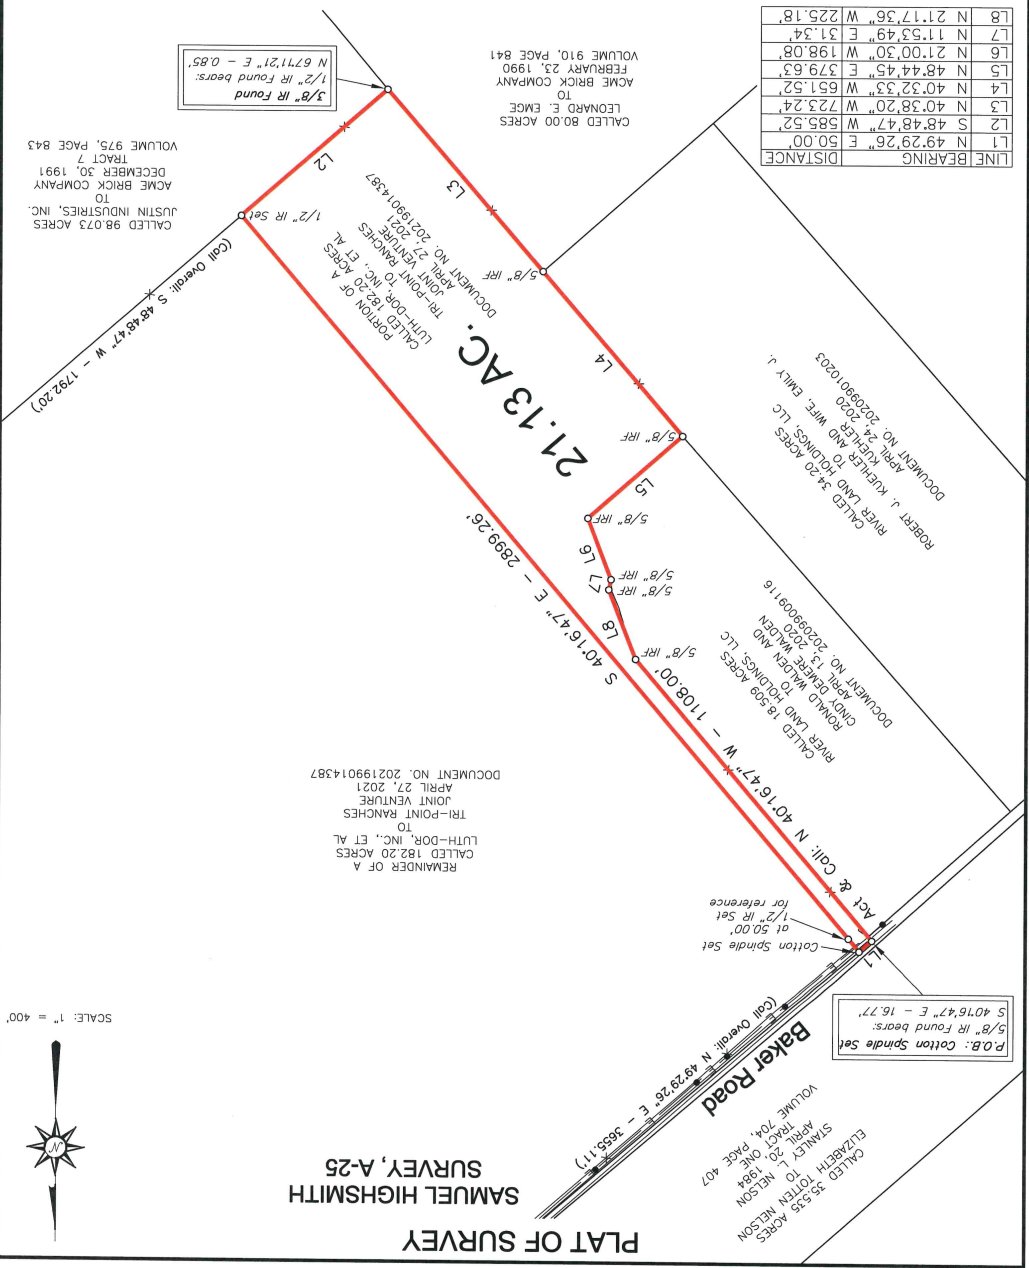 PLAT OF SURVEY
SAMUEL HIGHSMITH
SURVEY, A-25
SCALE: 1" = 400'
N
CALLED 35.535 ACRES
ELIZABETH TOTTEN NELSON
TO
STANLEY L. NELSON
APRIL 20, 1984
TRACT ONE
VOLUME 704, PAGE 407
(Call Overall: N 49°29'26" E - 3655.11')
Baker Road
P.O.B.: Cotton Spindle Set
5/8" IR Found bears:
S 40°16'47" E - 16.77'
L1
Cotton Spindle Set
1/2" IR Set
at 50.00'
for reference
Act & Call: N 40°16'47" W - 1108.00'
REMAINDER OF A
CALLED 182.20 ACRES
LUTH-DOR, INC., ET AL
TO
TRI-POINT RANCHES
JOINT VENTURE
APRIL 27, 2021
DOCUMENT NO. 202199014387
CALLED 18.509 ACRES
RIVER LAND HOLDINGS, LLC
TO
RONALD WALDEN AND
CINDY DEMERE WALDEN
APRIL 13, 2020
DOCUMENT NO. 202099009116
S 40°16'47" E - 2899.26'
5/8" IRF
L8
5/8" IRF
L7
5/8" IRF
L6
5/8" IRF
L5
5/8" IRF
CALLED 34.20 ACRES
RIVER LAND HOLDINGS, LLC
TO
ROBERT J. KUEHLER AND WIFE, EMILY J.
KUEHLER
APRIL 24, 2020
DOCUMENT NO. 202099010203
21.13 AC.
L4
5/8" IRF
PORTION OF A
CALLED 182.20 ACRES
LUTH-DOR, INC., ET AL
TO
TRI-POINT RANCHES
JOINT VENTURE
APRIL 27, 2021
DOCUMENT NO. 202199014387
(Call Overall: S 48°48'47" W - 1792.20')
1/2" IR Set
L3
L2
CALLED 98.073 ACRES
JUSTIN INDUSTRIES, INC.
TO
ACME BRICK COMPANY
DECEMBER 30, 1991
TRACT 7
VOLUME 975, PAGE 843
3/8" IR Found
1/2" IR Found bears:
N 67°11'21" E - 0.85'
CALLED 80.00 ACRES
LEONARD E. EMGE
TO
ACME BRICK COMPANY
FEBRUARY 23, 1990
VOLUME 910, PAGE 841
LINE BEARING DISTANCE
L1 N 49°29'26" E 50.00'
L2 S 48°48'47" W 585.52'
L3 N 40°38'20" W 723.24'
L4 N 40°32'33" W 651.52'
L5 N 48°44'45" E 379.63'
L6 N 21°00'30" W 198.08'
L7 N 11°53'49" E 31.34'
L8 N 21°17'36" W 225.18'